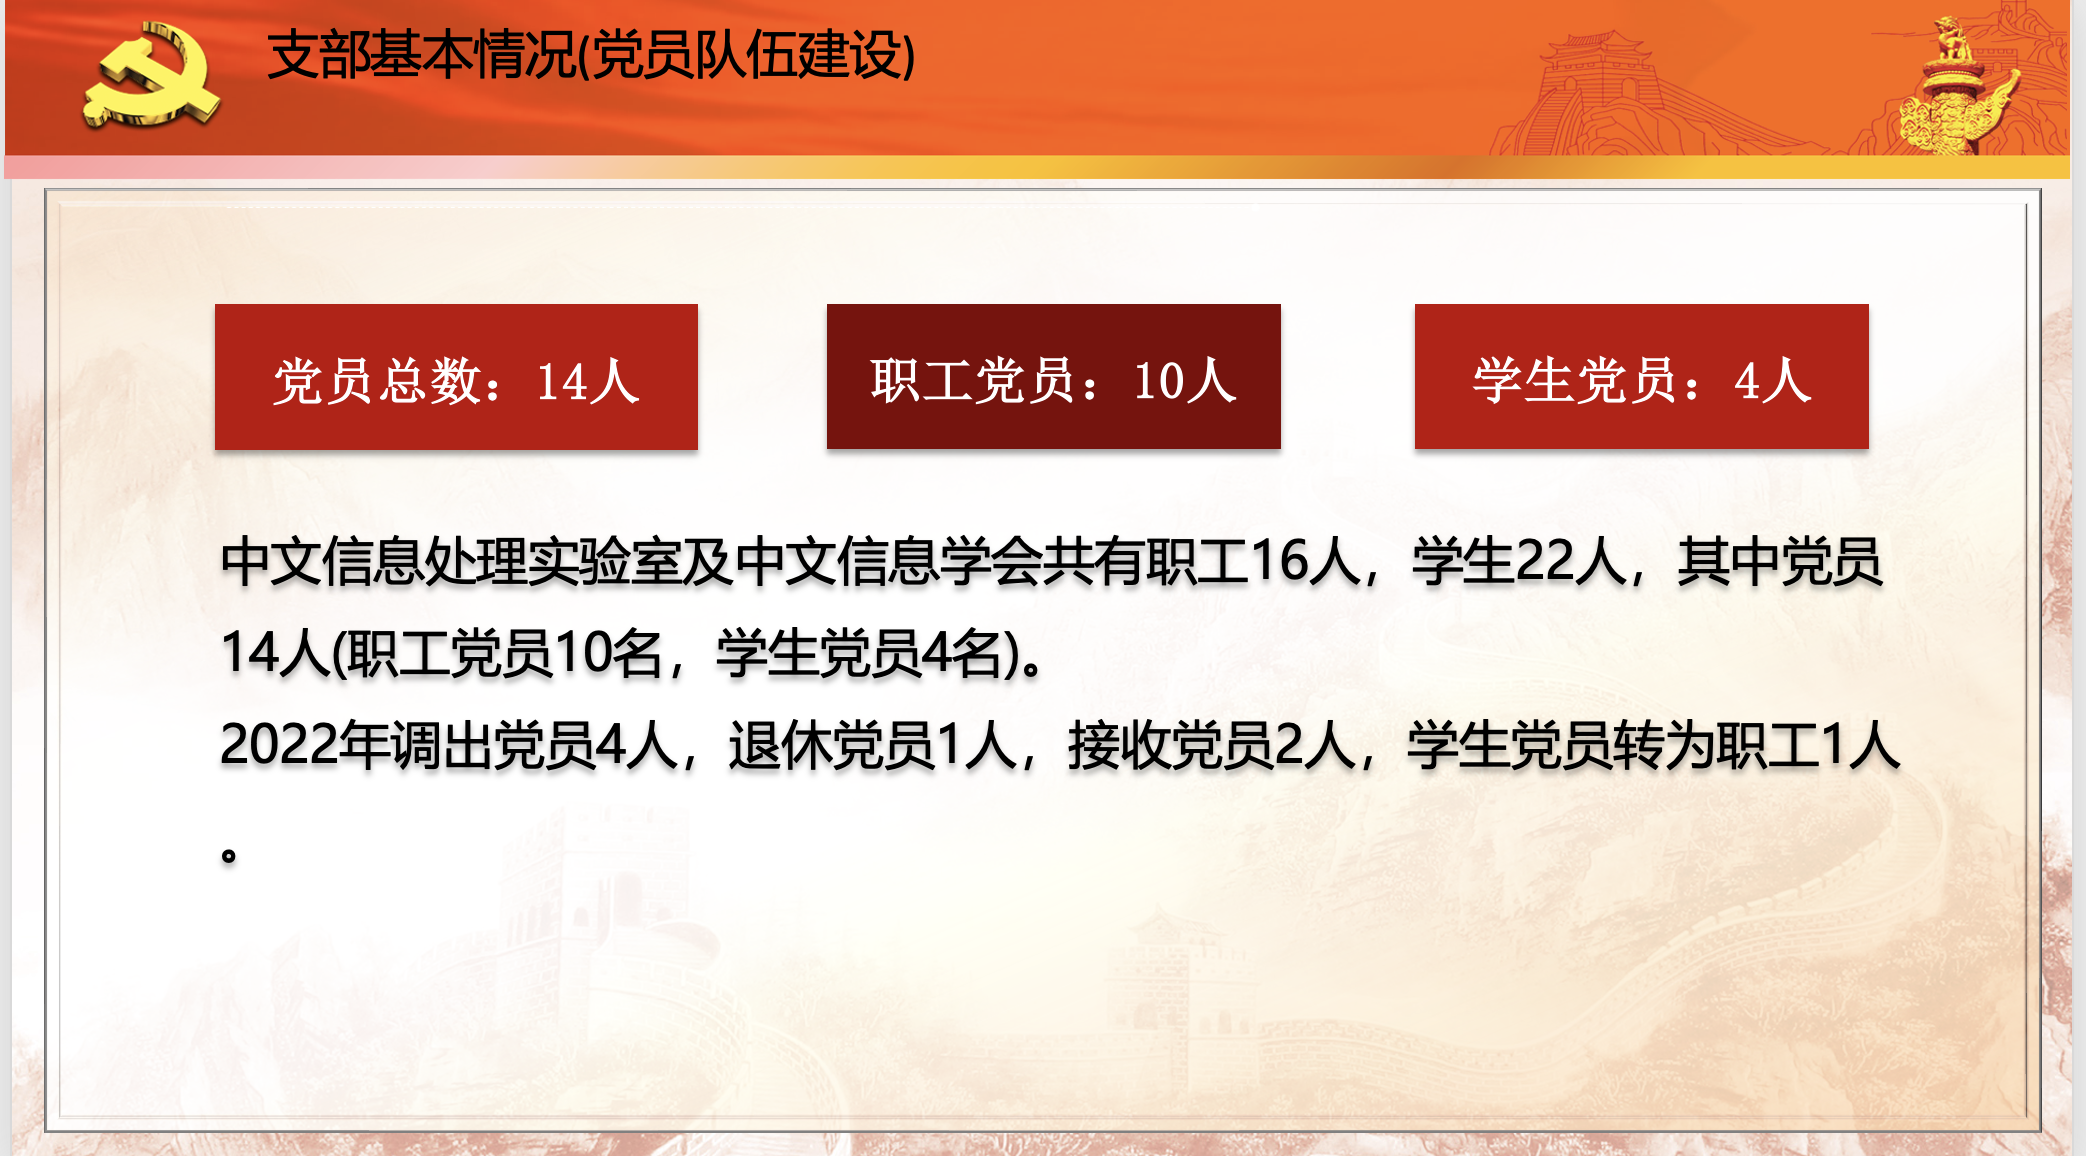 支部基本情况(党员队伍建设)
党员总数：14人
职工党员：10人
学生党员：4人
中文信息处理实验室及中文信息学会共有职工16人，学生22人，其中党员
14人(职工党员10名，学生党员4名)。
2022年调出党员4人，退休党员1人，接收党员2人，学生党员转为职工1人
。